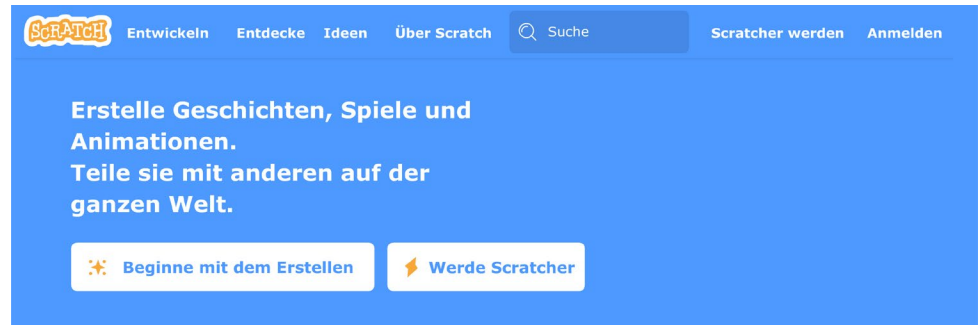 SCRATCH Entwickeln Entdecke Ideen Über Scratch Suche Scratcher werden Anmelden
Erstelle Geschichten, Spiele und
Animationen.
Teile sie mit anderen auf der
ganzen Welt.
Beginne mit dem Erstellen Werde Scratcher